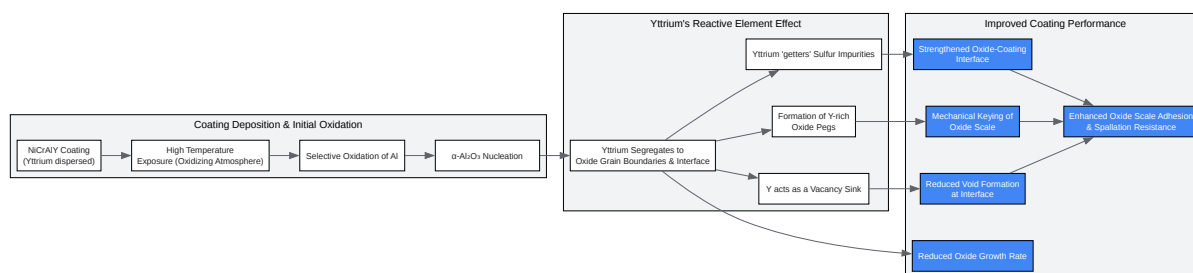 Coating Deposition & Initial Oxidation
NiCrAlY Coating
(Yttrium dispersed)
High Temperature
Exposure (Oxidizing Atmosphere)
Selective Oxidation of Al
α-Al₂O₃ Nucleation
Yttrium's Reactive Element Effect
Yttrium Segregates to
Oxide Grain Boundaries & Interface
Yttrium 'getters' Sulfur Impurities
Formation of Y-rich
Oxide Pegs
Y acts as a Vacancy Sink
Improved Coating Performance
Strengthened Oxide-Coating
Interface
Mechanical Keying of
Oxide Scale
Reduced Void Formation
at Interface
Reduced Oxide Growth Rate
Enhanced Oxide Scale Adhesion
& Spallation Resistance